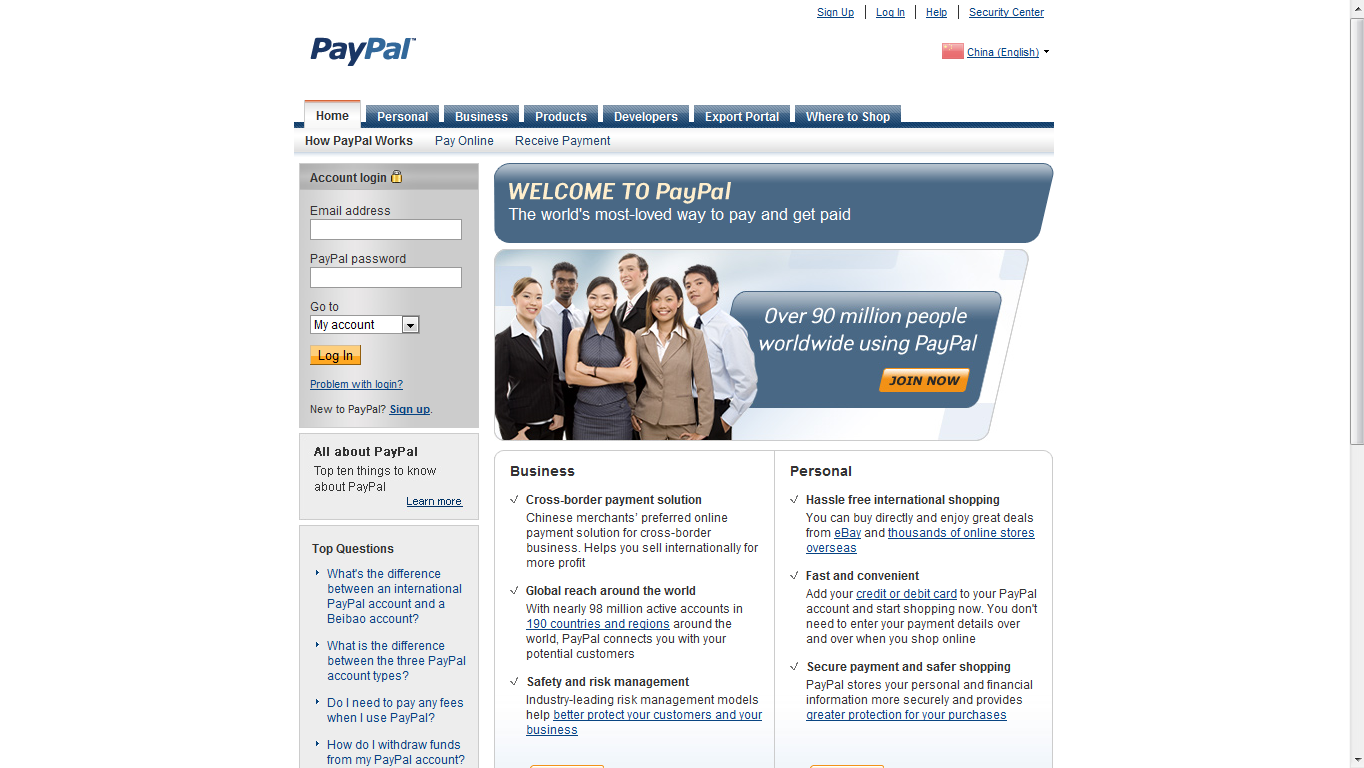 Sign Up
Log In
Help
Security Center
PayPal™
China (English)
Home
Personal
Business
Products
Developers
Export Portal
Where to Shop
How PayPal Works
Pay Online
Receive Payment
Account login
Email address
PayPal password
Go to
My account
Log In
Problem with login?
New to PayPal? Sign up.
All about PayPal
Top ten things to know
about PayPal
Learn more
Top Questions
What's the difference
between an international
PayPal account and a
Beibao account?
What is the difference
between the three PayPal
account types?
Do I need to pay any fees
when I use PayPal?
How do I withdraw funds
from my PayPal account?
WELCOME TO PayPal
The world's most-loved way to pay and get paid
Over 90 million people
worldwide using PayPal
JOIN NOW
Business
Cross-border payment solution
Chinese merchants' preferred online
payment solution for cross-border
business. Helps you sell internationally for
more profit
Global reach around the world
With nearly 98 million active accounts in
190 countries and regions around the
world, PayPal connects you with your
potential customers
Safety and risk management
Industry-leading risk management models
help better protect your customers and your
business
Personal
Hassle free international shopping
You can buy directly and enjoy great deals
from eBay and thousands of online stores
overseas
Fast and convenient
Add your credit or debit card to your PayPal
account and start shopping now. You don't
need to enter your payment details over
and over when you shop online
Secure payment and safer shopping
PayPal stores your personal and financial
information more securely and provides
greater protection for your purchases